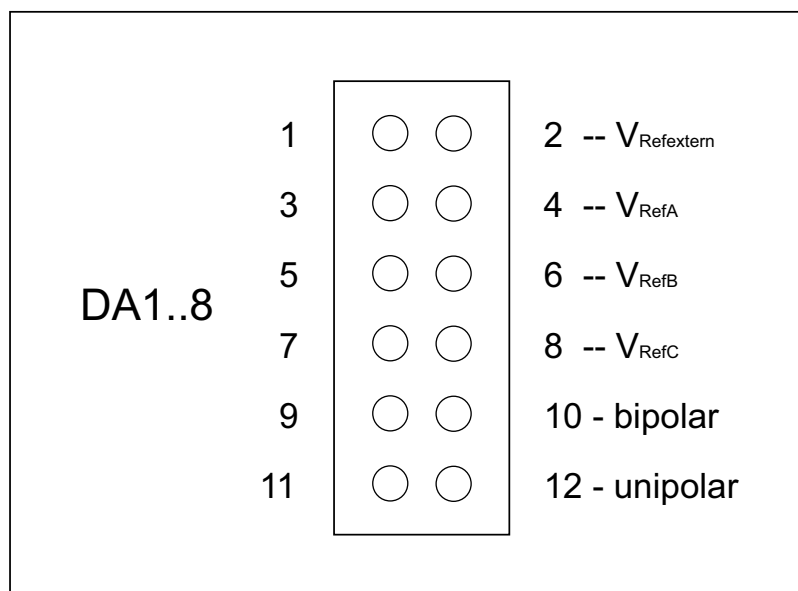 1 2 -- VRefextern
3 4 -- VRefA
5 6 -- VRefB
DA1..8
7 8 -- VRefC
9 10 - bipolar
11 12 - unipolar